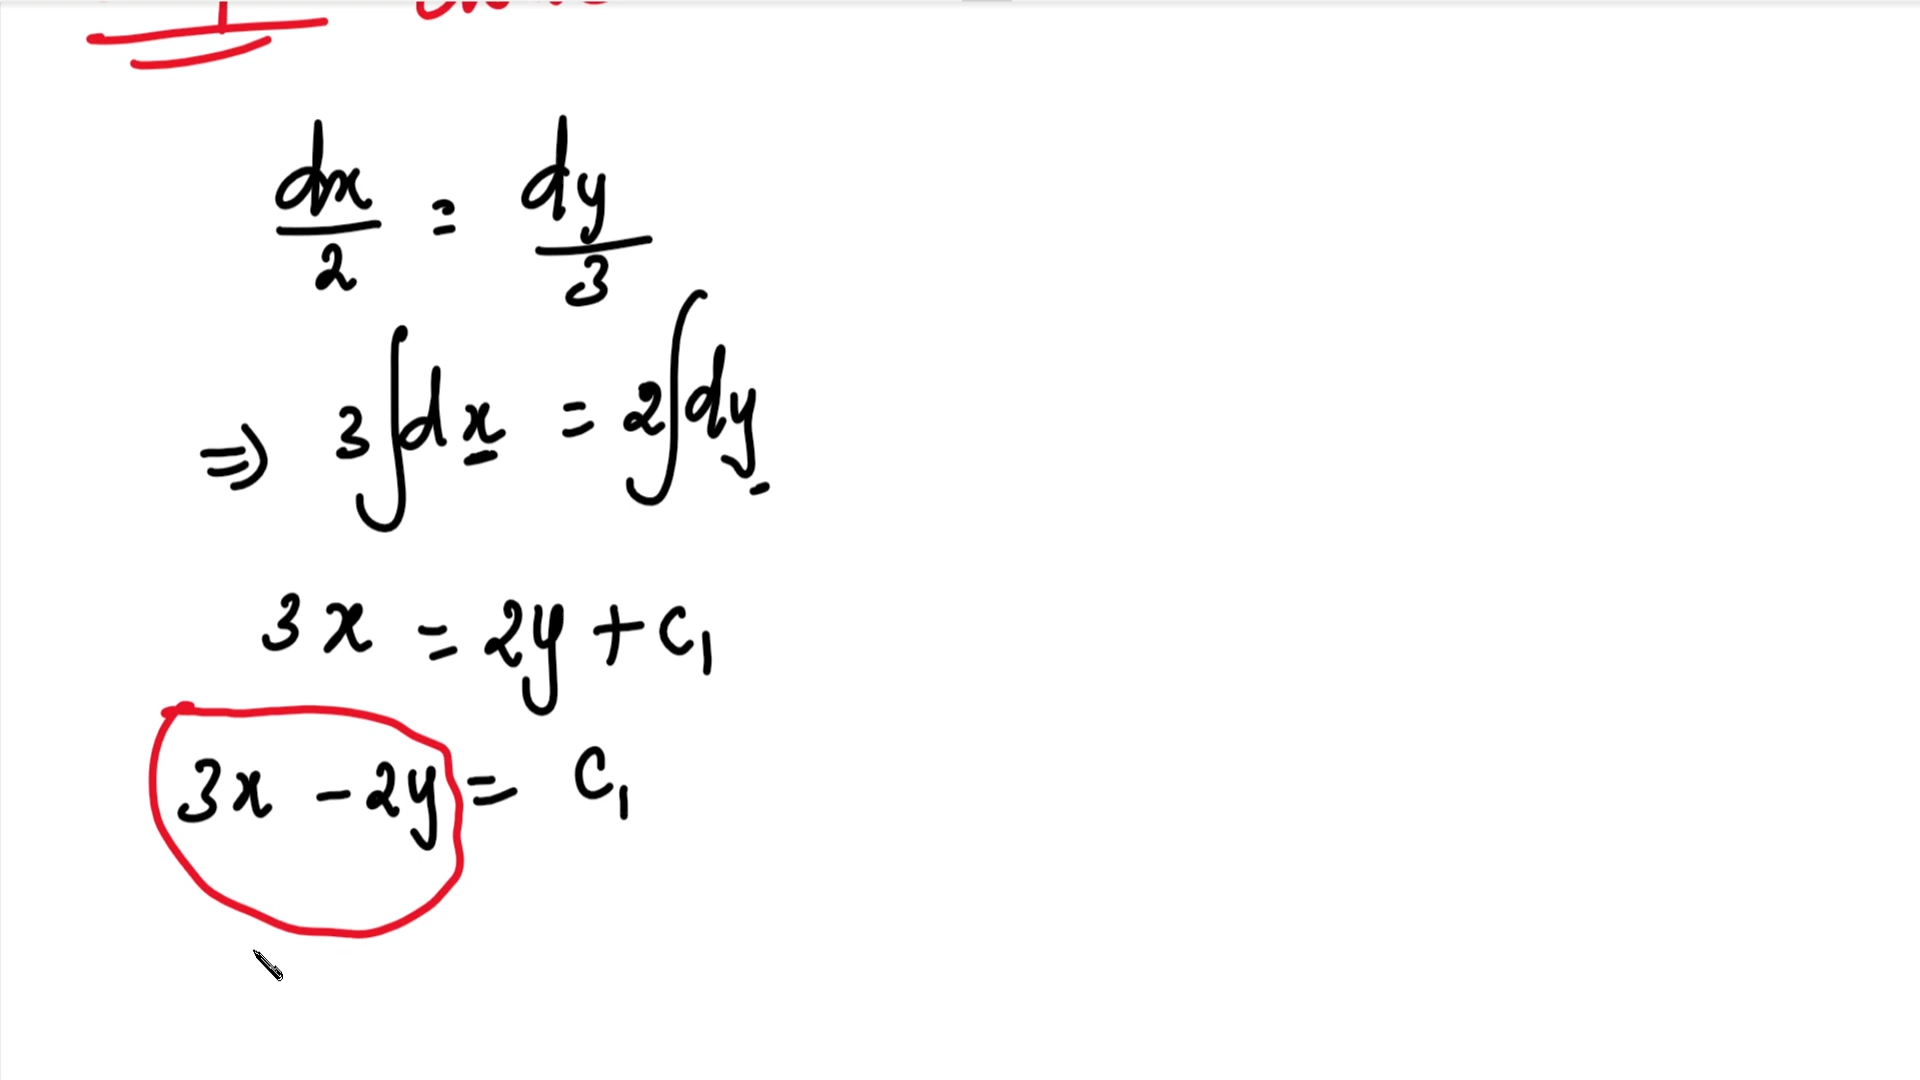 dx/2 = dy/3
⇒ 3∫dx = 2∫dy
3x = 2y + c₁
3x - 2y = c₁